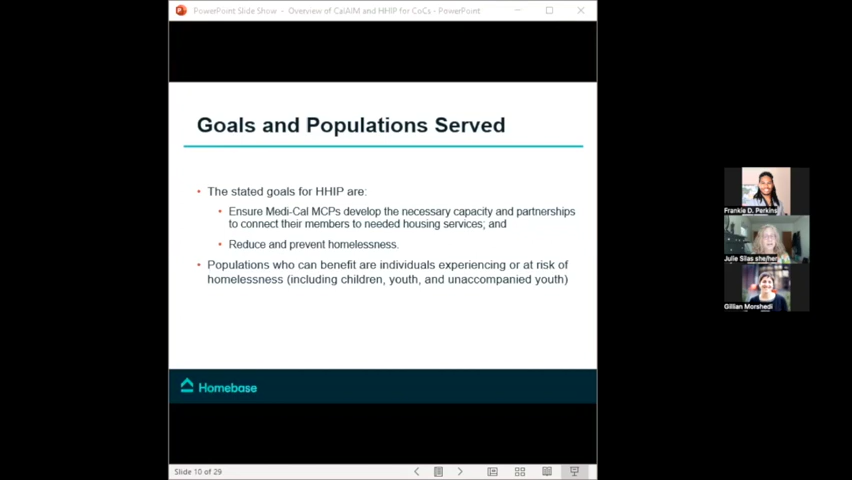 PowerPoint Slide Show - Overview of CalAIM and HHIP for CoCs - PowerPoint
Goals and Populations Served
• The stated goals for HHIP are:
• Ensure Medi-Cal MCPs develop the necessary capacity and partnerships
to connect their members to needed housing services; and
• Reduce and prevent homelessness.
• Populations who can benefit are individuals experiencing or at risk of
homelessness (including children, youth, and unaccompanied youth)
Homebase
Slide 10 of 29
Frankie D. Perkins
Julie Silas she/her
Gillian Morshedi